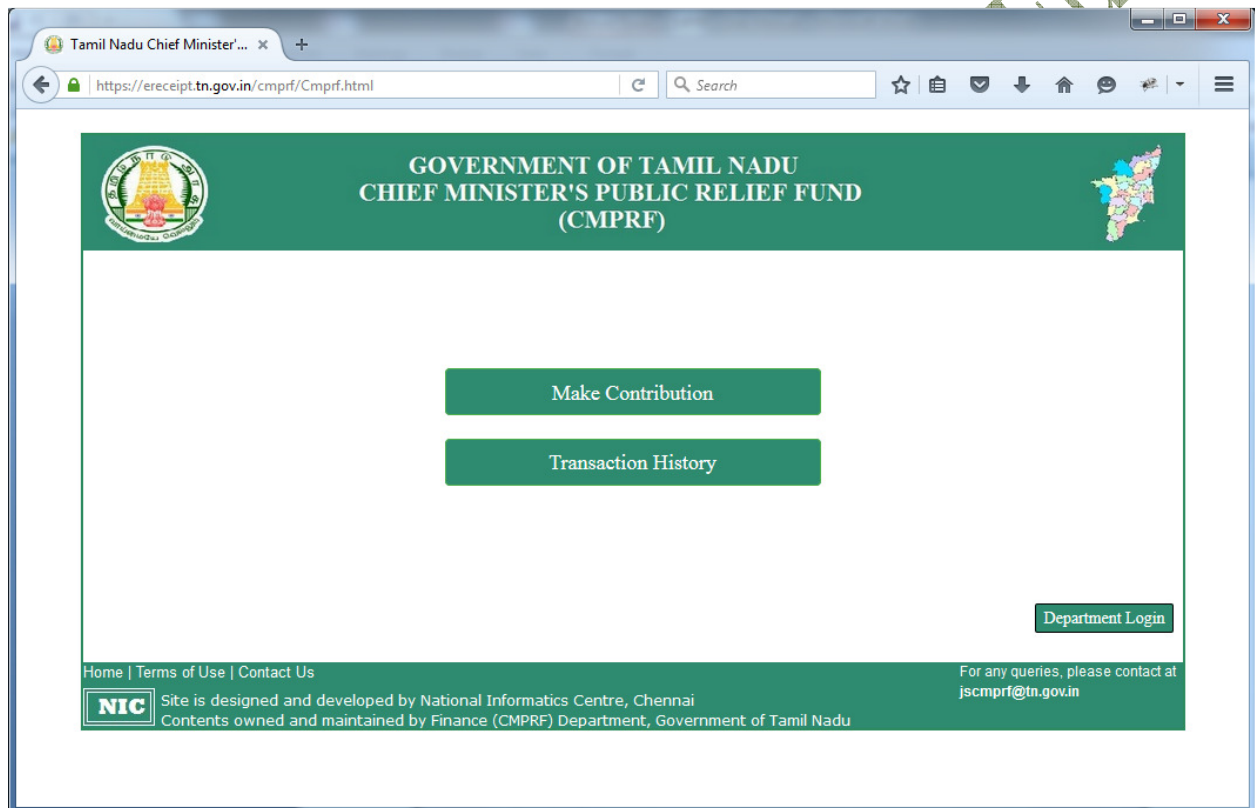 Tamil Nadu Chief Minister'...
https://ereceipt.tn.gov.in/cmprf/Cmprf.html
Search
GOVERNMENT OF TAMIL NADU
CHIEF MINISTER'S PUBLIC RELIEF FUND
(CMPRF)
Make Contribution
Transaction History
Department Login
Home | Terms of Use | Contact Us
For any queries, please contact at
jscmprf@tn.gov.in
NIC
Site is designed and developed by National Informatics Centre, Chennai
Contents owned and maintained by Finance (CMPRF) Department, Government of Tamil Nadu